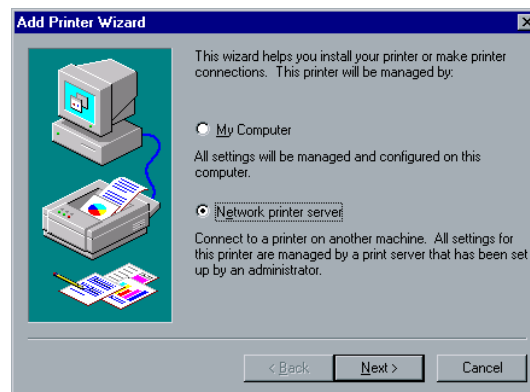 Add Printer Wizard
This wizard helps you install your printer or make printer
connections. This printer will be managed by:
My Computer
All settings will be managed and configured on this
computer.
Network printer server
Connect to a printer on another machine. All settings for
this printer are managed by a print server that has been set
up by an administrator.
< Back Next > Cancel